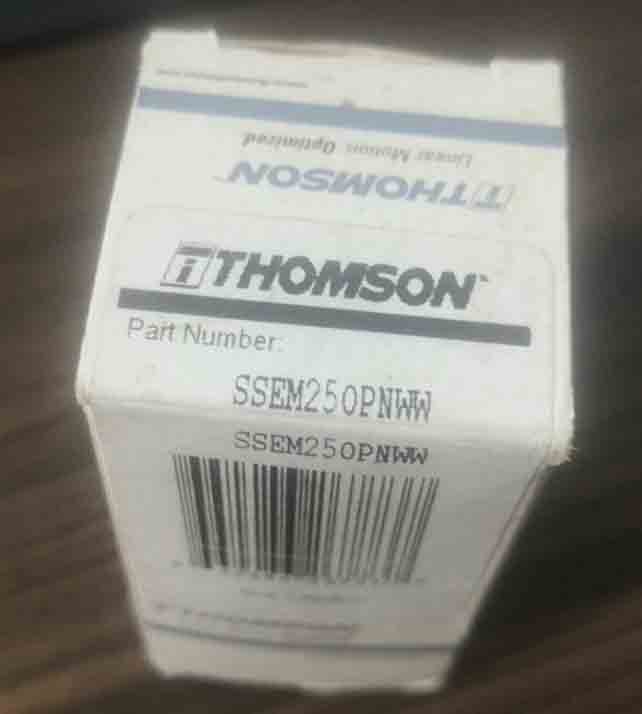 Linear Motion. Optimized.
THOMSON
THOMSON
Part Number:
SSEM250PNWW
SSEM250PNWW